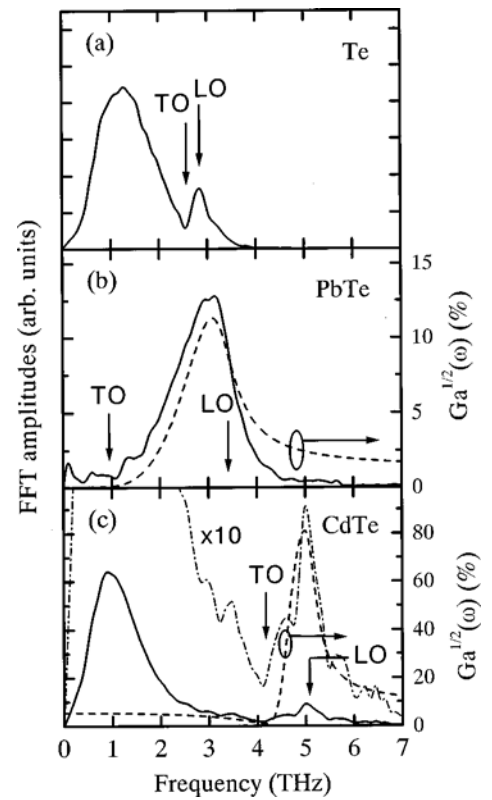 (a)
Te
TO
LO
FFT amplitudes (arb. units)
(b)
PbTe
TO
LO
15
10
5
0
Ga^{1/2}(ω) (%)
(c)
x10
CdTe
TO
LO
80
60
40
20
0
Ga^{1/2}(ω) (%)
0 1 2 3 4 5 6 7
Frequency (THz)